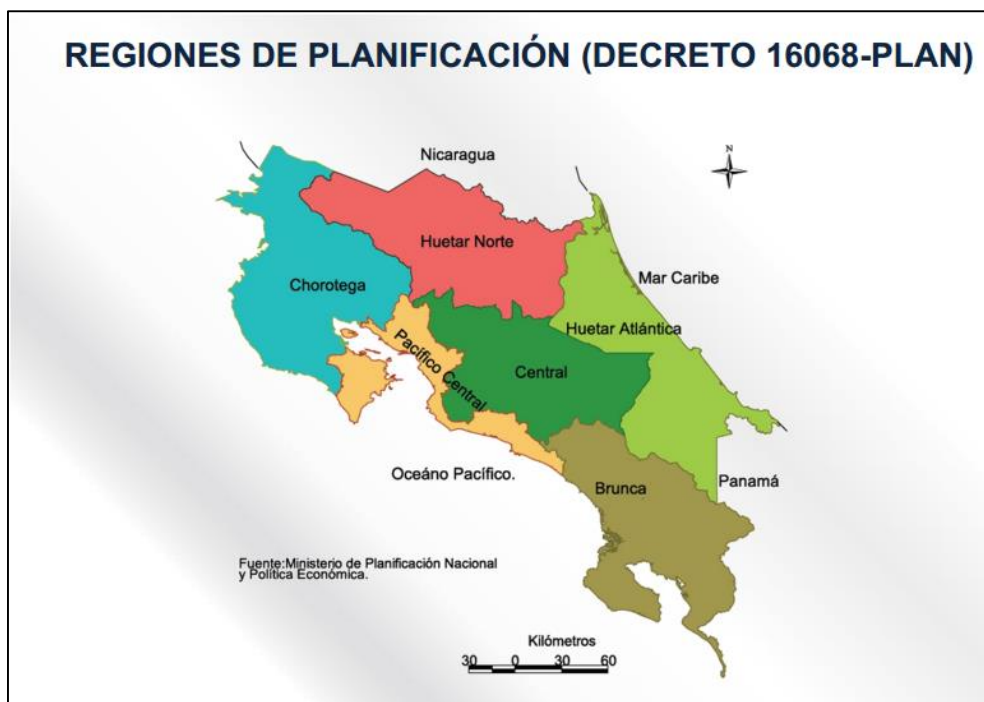 REGIONES DE PLANIFICACIÓN (DECRETO 16068-PLAN)
Nicaragua
N
Huetar Norte
Mar Caribe
Chorotega
Huetar Atlántica
Pacífico Central
Central
Oceáno Pacífico.
Brunca
Panamá
Fuente:Ministerio de Planificación Nacional
y Política Económica.
Kilómetros
30 0 30 60